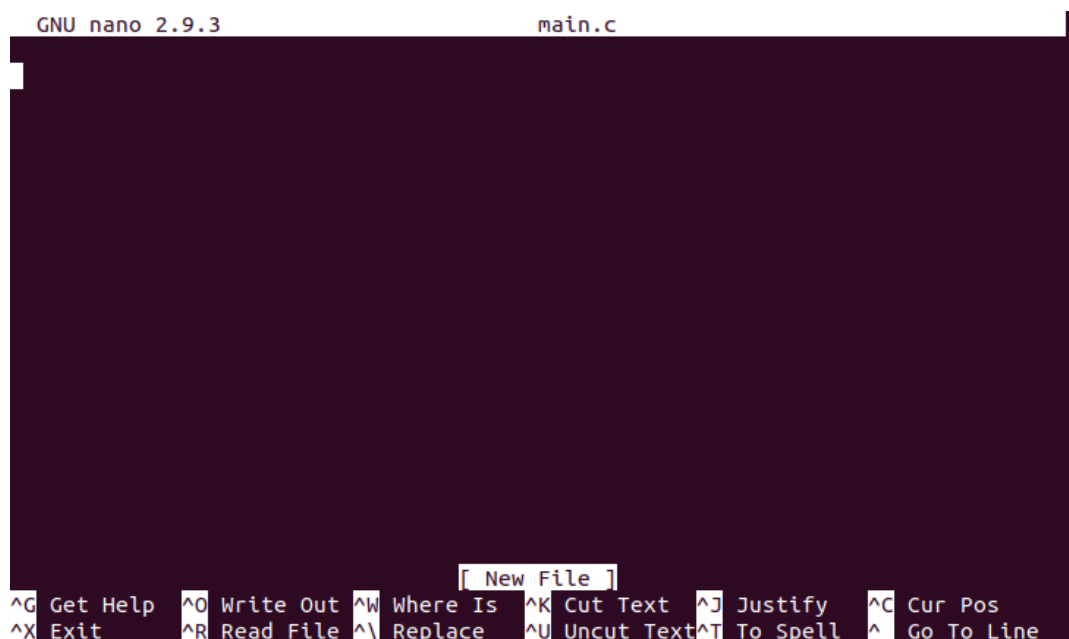 GNU nano 2.9.3 main.c
[ New File ]
^G Get Help ^O Write Out ^W Where Is ^K Cut Text ^J Justify ^C Cur Pos
^X Exit ^R Read File ^\ Replace ^U Uncut Text ^T To Spell ^ Go To Line